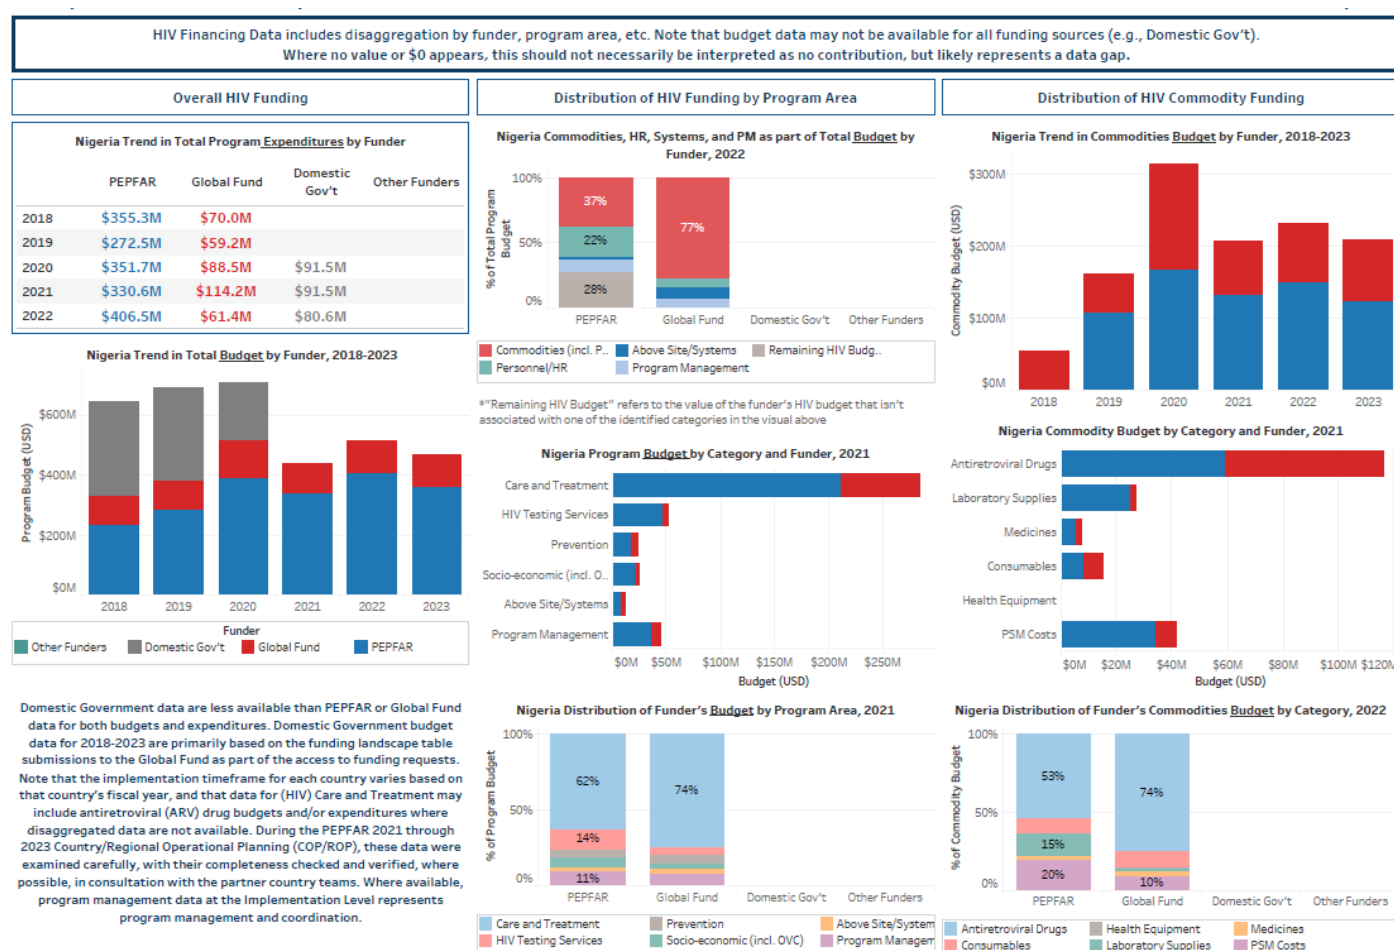 HIV Financing Data includes disaggregation by funder, program area, etc. Note that budget data may not be available for all funding sources (e.g., Domestic Gov't).
Where no value or $0 appears, this should not necessarily be interpreted as no contribution, but likely represents a data gap.
Overall HIV Funding
Nigeria Trend in Total Program Expenditures by Funder
PEPFAR Global Fund Domestic Gov't Other Funders
2018 $355.3M $70.0M
2019 $272.5M $59.2M
2020 $351.7M $88.5M $91.5M
2021 $330.6M $114.2M $91.5M
2022 $406.5M $61.4M $80.6M
Nigeria Trend in Total Budget by Funder, 2018-2023
Program Budget (USD)
$600M
$400M
$200M
$0M
2018 2019 2020 2021 2022 2023
Funder
Other Funders Domestic Gov't Global Fund PEPFAR
Domestic Government data are less available than PEPFAR or Global Fund
data for both budgets and expenditures. Domestic Government budget
data for 2018-2023 are primarily based on the funding landscape table
submissions to the Global Fund as part of the access to funding requests.
Note that the implementation timeframe for each country varies based on
that country's fiscal year, and that data for (HIV) Care and Treatment may
include antiretroviral (ARV) drug budgets and/or expenditures where
disaggregated data are not available. During the PEPFAR 2021 through
2023 Country/Regional Operational Planning (COP/ROP), these data were
examined carefully, with their completeness checked and verified, where
possible, in consultation with the partner country teams. Where available,
program management data at the Implementation Level represents
program management and coordination.
Distribution of HIV Funding by Program Area
Nigeria Commodities, HR, Systems, and PM as part of Total Budget by
Funder, 2022
% of Total Program
Budget
100%
50%
0%
37%
22%
28%
77%
PEPFAR Global Fund Domestic Gov't Other Funders
Commodities (incl. P.. Above Site/Systems Remaining HIV Budg..
Personnel/HR Program Management
*"Remaining HIV Budget" refers to the value of the funder's HIV budget that isn't
associated with one of the identified categories in the visual above
Nigeria Program Budget by Category and Funder, 2021
Care and Treatment
HIV Testing Services
Prevention
Socio-economic (incl. O..
Above Site/Systems
Program Management
$0M $50M $100M $150M $200M $250M
Budget (USD)
Nigeria Distribution of Funder's Budget by Program Area, 2021
% of Program Budget
100%
50%
0%
62%
14%
11%
74%
PEPFAR Global Fund Domestic Gov't Other Funders
Care and Treatment Prevention Above Site/System
HIV Testing Services Socio-economic (incl. OVC) Program Managem
Distribution of HIV Commodity Funding
Nigeria Trend in Commodities Budget by Funder, 2018-2023
Commodity Budget (USD)
$300M
$200M
$100M
$0M
2018 2019 2020 2021 2022 2023
Nigeria Commodity Budget by Category and Funder, 2021
Antiretroviral Drugs
Laboratory Supplies
Medicines
Consumables
Health Equipment
PSM Costs
$0M $20M $40M $60M $80M $100M $120M
Budget (USD)
Nigeria Distribution of Funder's Commodities Budget by Category, 2022
% of Commodity Budget
100%
50%
0%
53%
15%
20%
74%
10%
PEPFAR Global Fund Domestic Gov't Other Funders
Antiretroviral Drugs Health Equipment Medicines
Consumables Laboratory Supplies PSM Costs